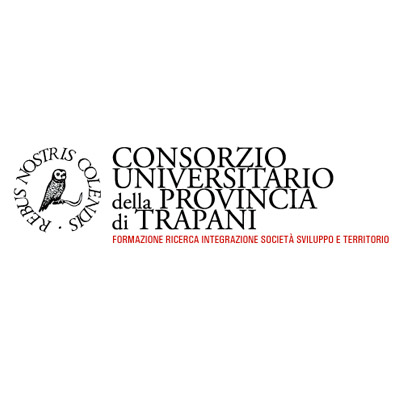 REBUS NOSTRIS COLENDIS ·
CONSORZIO
UNIVERSITARIO
della PROVINCIA
di TRAPANI
FORMAZIONE RICERCA INTEGRAZIONE SOCIETÀ SVILUPPO E TERRITORIO